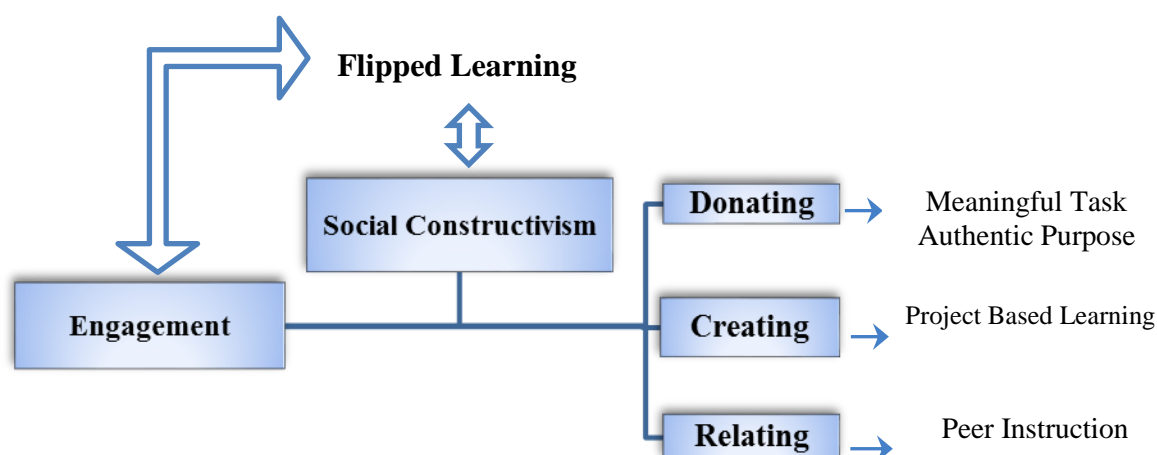 Flipped Learning
Social Constructivism
Engagement
Donating
Meaningful Task
Authentic Purpose
Creating
Project Based Learning
Relating
Peer Instruction